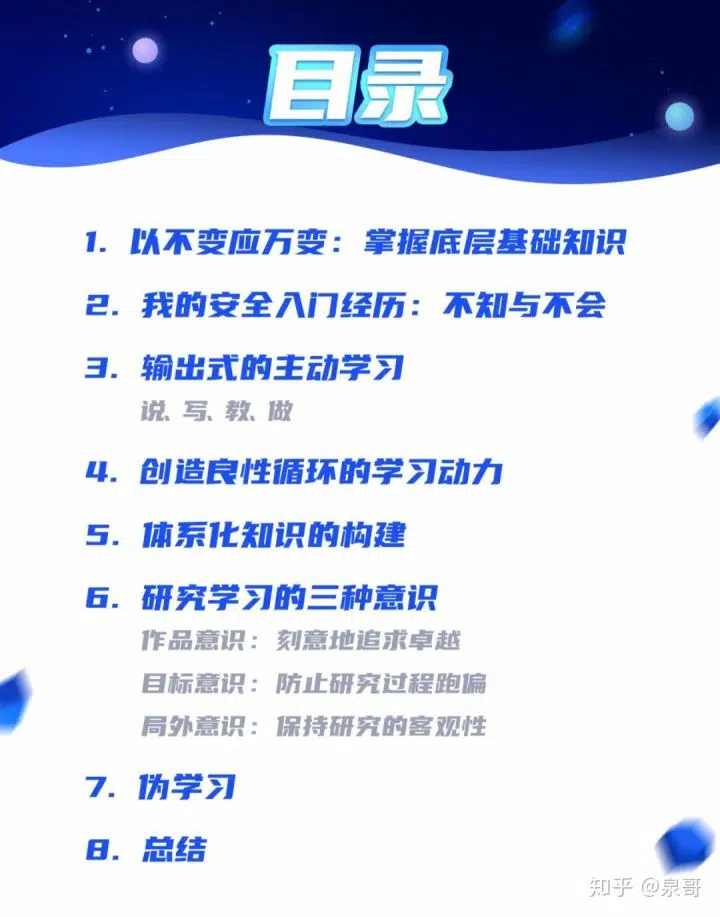 目录
1. 以不变应万变：掌握底层基础知识
2. 我的安全入门经历：不知与不会
3. 输出式的主动学习
说、写、教、做
4. 创造良性循环的学习动力
5. 体系化知识的构建
6. 研究学习的三种意识
作品意识：刻意地追求卓越
目标意识：防止研究过程跑偏
局外意识：保持研究的客观性
7. 伪学习
8. 总结
知乎 @泉哥